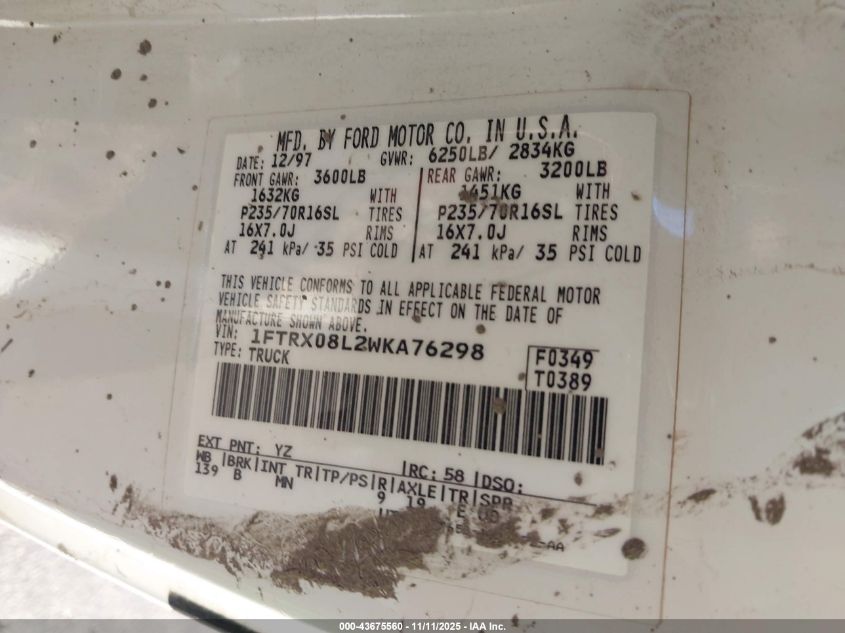 MFD. BY FORD MOTOR CO. IN U.S.A.
DATE: 12/97 GVWR: 6250LB/ 2834KG
FRONT GAWR: 3600LB REAR GAWR: 3200LB
1632KG WITH 1451KG WITH
P235/70R16SL TIRES P235/70R16SL TIRES
16X7.0J RIMS 16X7.0J RIMS
AT 241 kPa/ 35 PSI COLD AT 241 kPa/ 35 PSI COLD
THIS VEHICLE CONFORMS TO ALL APPLICABLE FEDERAL MOTOR
VEHICLE SAFETY STANDARDS IN EFFECT ON THE DATE OF
MANUFACTURE SHOWN ABOVE.
VIN: 1FTRX08L2WKA76298 F0349
TYPE: TRUCK T0389
EXT PNT: YZ RC: 58 DSO:
WB BRK INT TR TP/PS R AXLE TR SPR
139 B MN 9 19 E
AA
000-43675560 - 11/11/2025 - IAA Inc.